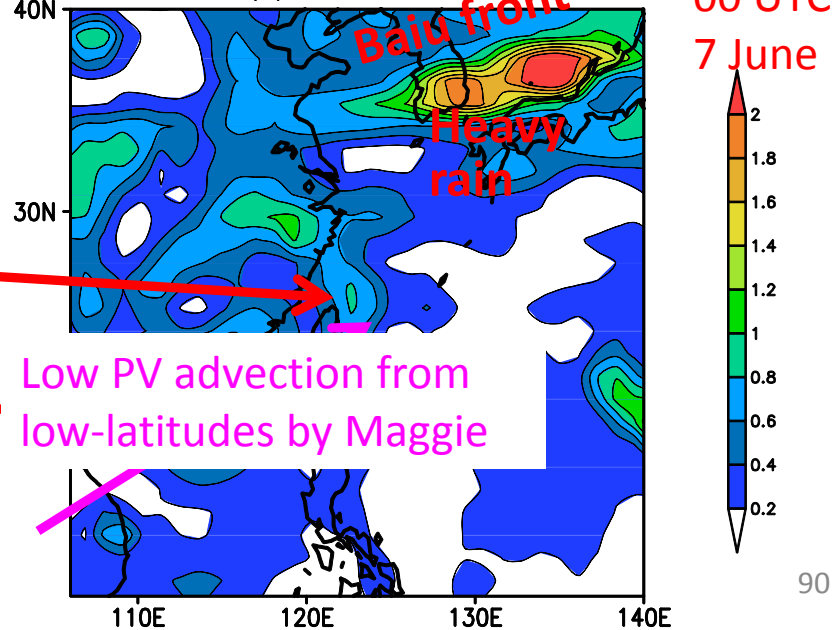 40N
Baiu front
00 UTC
7 June
Heavy
rain
30N
2
1.8
1.6
1.4
1.2
1
0.8
0.6
0.4
0.2
Low PV advection from
low-latitudes by Maggie
90
110E 120E 130E 140E